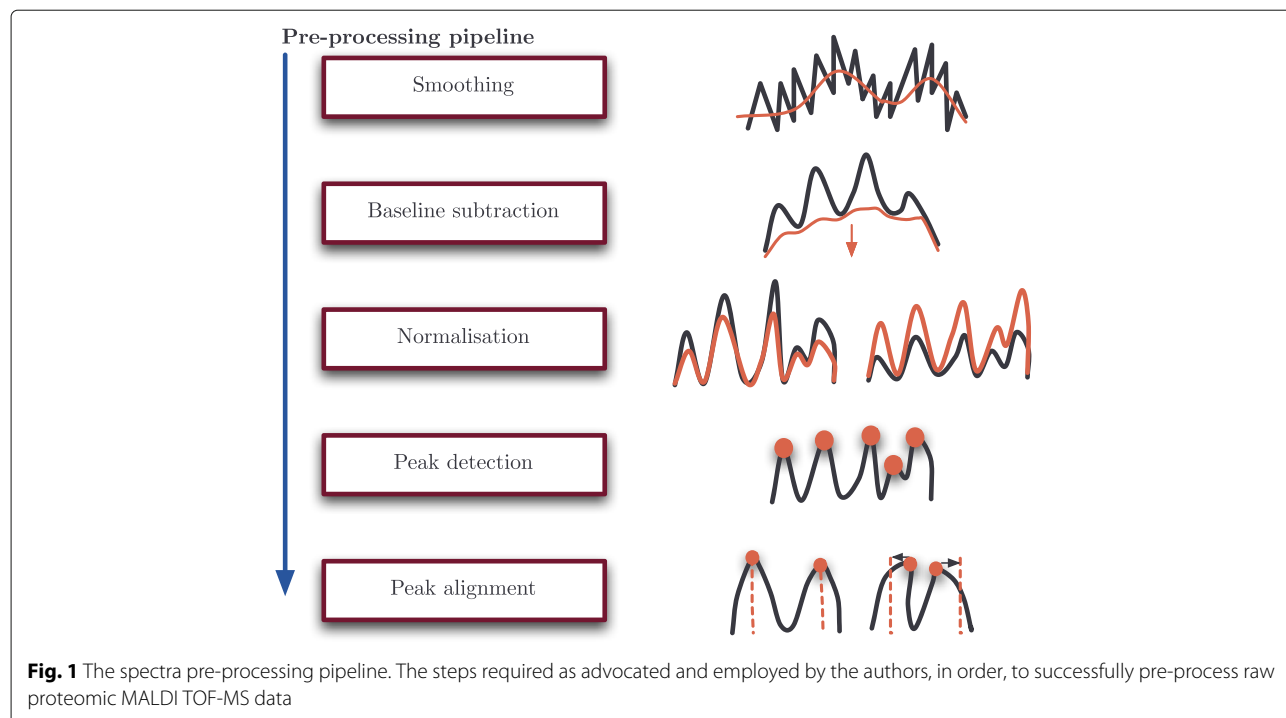 Pre-processing pipeline
Smoothing
Baseline subtraction
Normalisation
Peak detection
Peak alignment
Fig. 1 The spectra pre-processing pipeline. The steps required as advocated and employed by the authors, in order, to successfully pre-process raw
proteomic MALDI TOF-MS data